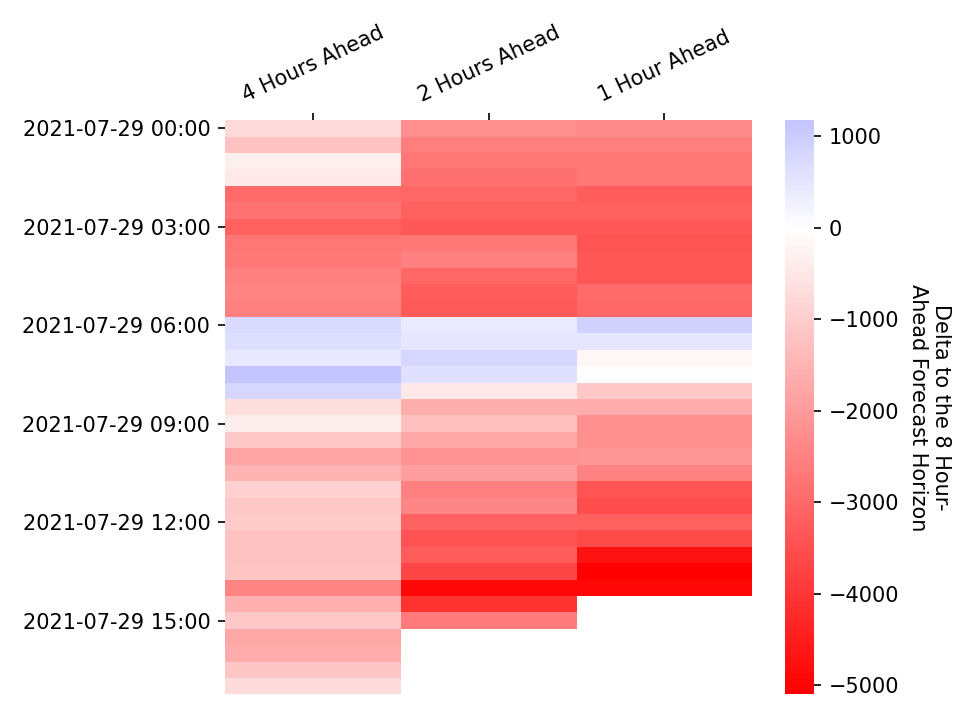 4 Hours Ahead
2 Hours Ahead
1 Hour Ahead
2021-07-29 00:00
2021-07-29 03:00
2021-07-29 06:00
2021-07-29 09:00
2021-07-29 12:00
2021-07-29 15:00
1000
0
−1000
−2000
−3000
−4000
−5000
Delta to the 8 Hour-
Ahead Forecast Horizon